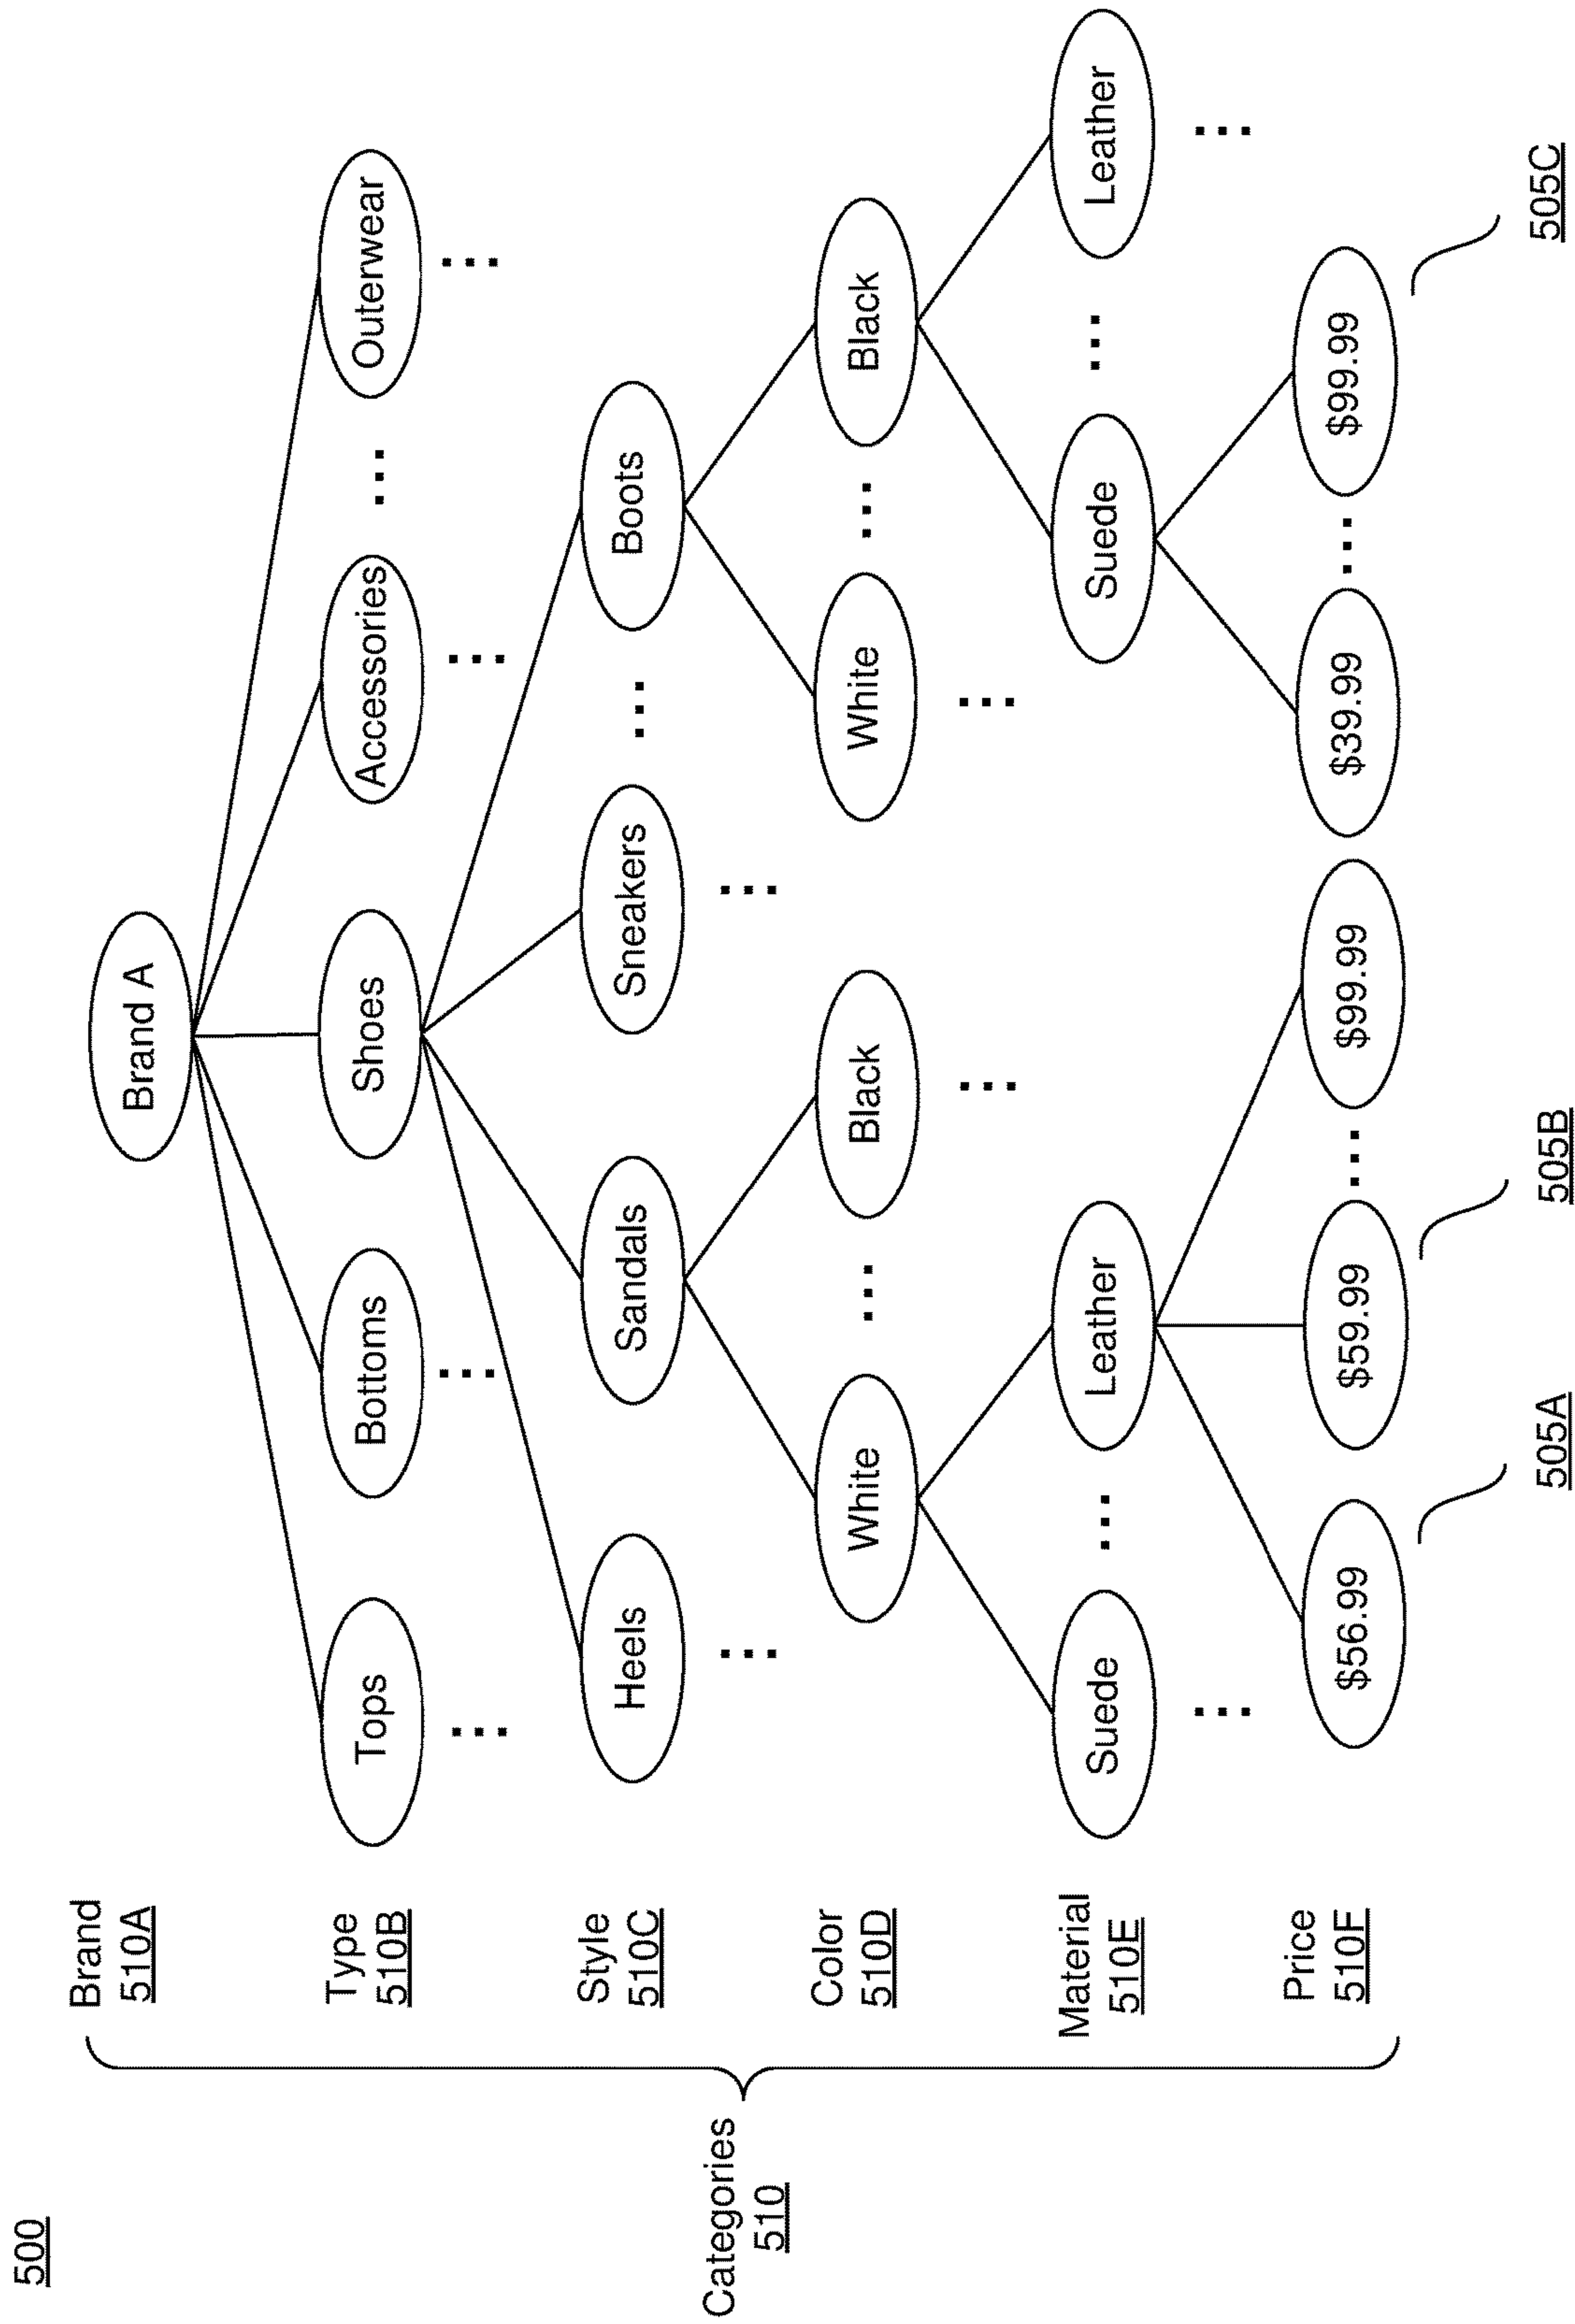 500
Categories
510
Brand
510A
Brand A
Type
510B
Tops
Bottoms
Shoes
Accessories
...
Outerwear
...
...
...
...
Style
510C
Heels
Sandals
Sneakers
...
Boots
...
...
Color
510D
White
...
Black
White
...
Black
...
...
Material
510E
Suede
...
Leather
Suede
...
Leather
...
...
Price
510F
$56.99
$59.99
...
$99.99
$39.99
...
$99.99
505A
505B
505C